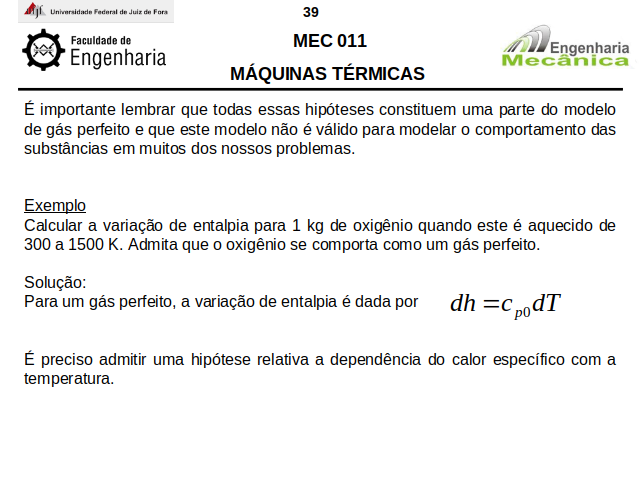 ufjf Universidade Federal de Juiz de Fora
39
Faculdade de
Engenharia
MEC 011
MÁQUINAS TÉRMICAS
Engenharia
Mecânica
É importante lembrar que todas essas hipóteses constituem uma parte do modelo
de gás perfeito e que este modelo não é válido para modelar o comportamento das
substâncias em muitos dos nossos problemas.
Exemplo
Calcular a variação de entalpia para 1 kg de oxigênio quando este é aquecido de
300 a 1500 K. Admita que o oxigênio se comporta como um gás perfeito.
Solução:
Para um gás perfeito, a variação de entalpia é dada por dh = c p0 dT
É preciso admitir uma hipótese relativa a dependência do calor específico com a
temperatura.